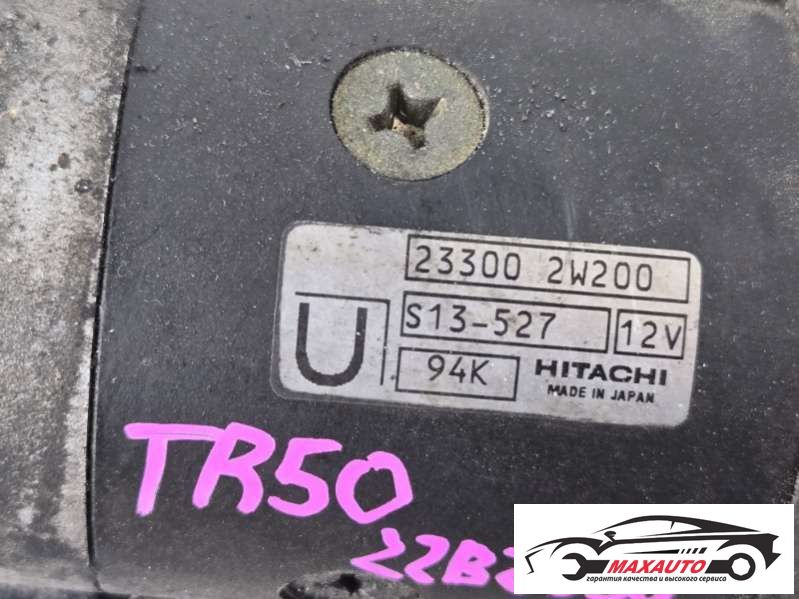 23300 2W200
S13-527 12V
U 94K HITACHI
MADE IN JAPAN
TR50
MAXAUTO
гарантия качества и высокого сервиса